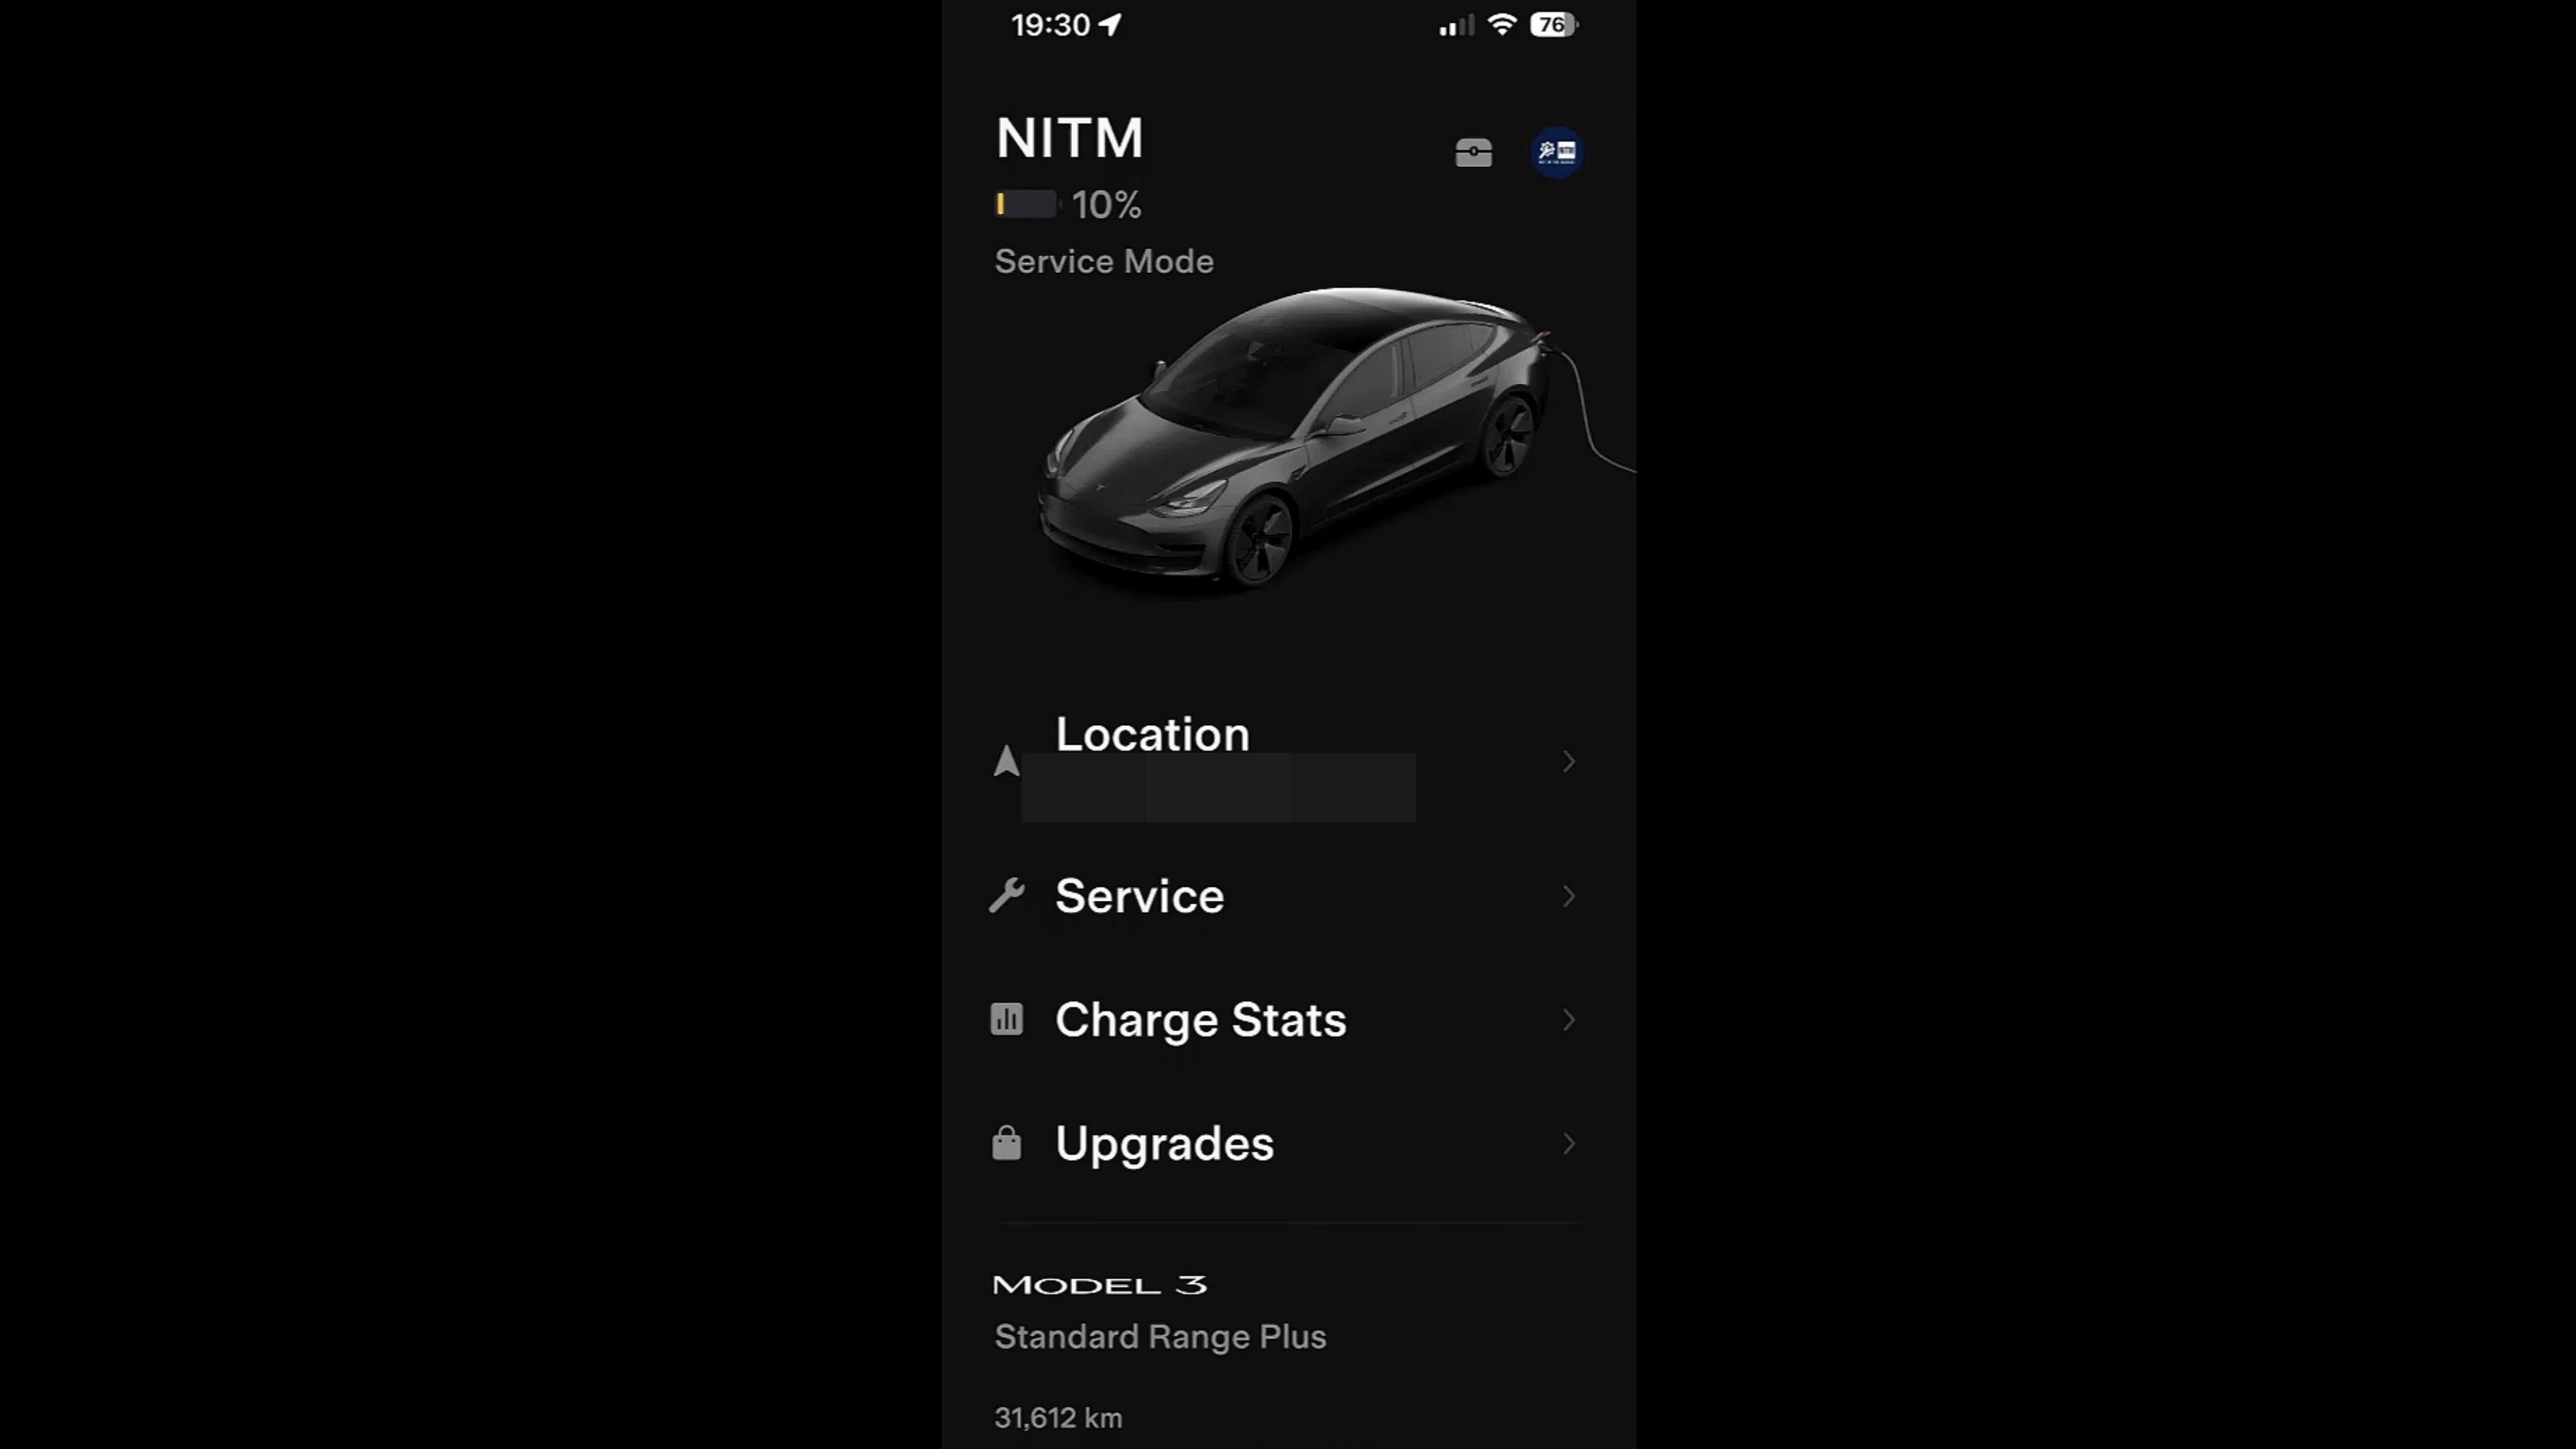 19:30
76
NITM
10%
Service Mode
Location
Service
Charge Stats
Upgrades
MODEL 3
Standard Range Plus
31,612 km